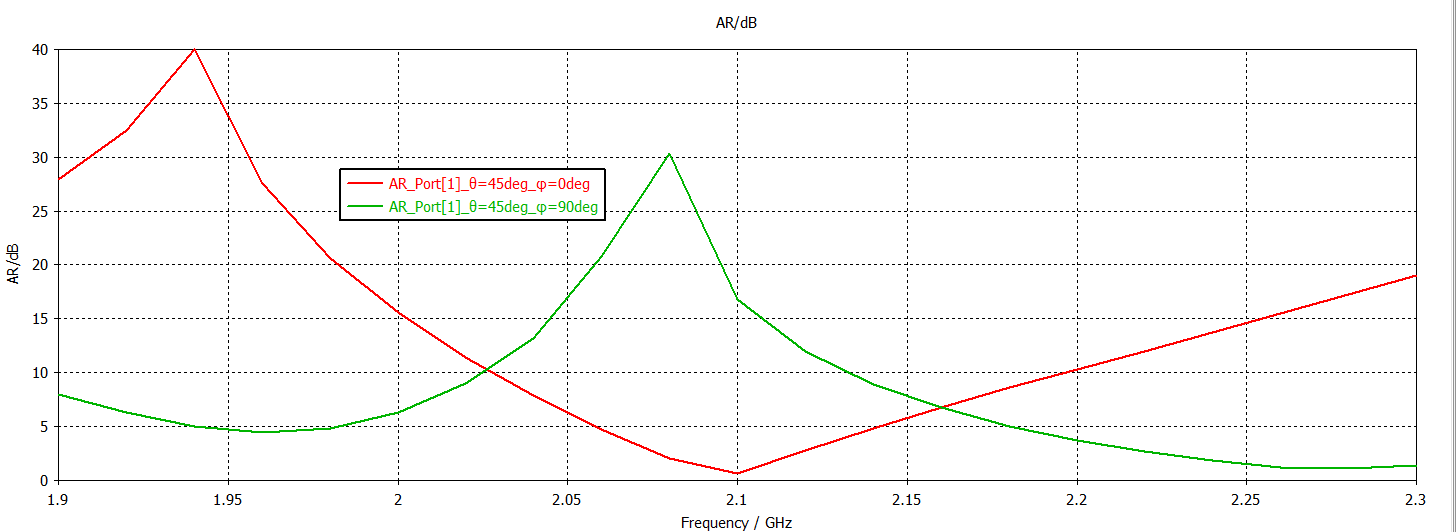 AR/dB
40
35
30
25
20
15
10
5
0
AR/dB
AR_Port[1]_θ=45deg_φ=0deg
AR_Port[1]_θ=45deg_φ=90deg
1.9 1.95 2 2.05 2.1 2.15 2.2 2.25 2.3
Frequency / GHz